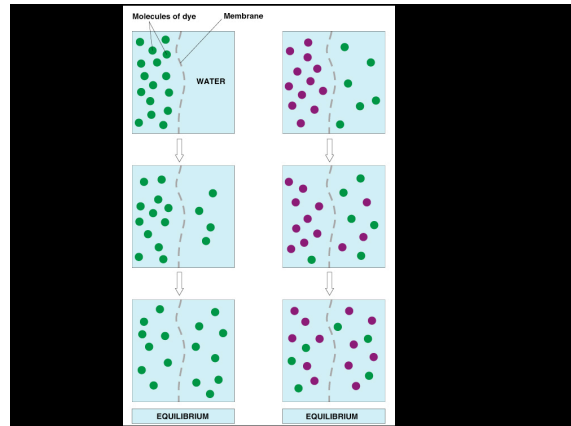 Molecules of dye
Membrane
WATER
EQUILIBRIUM
EQUILIBRIUM